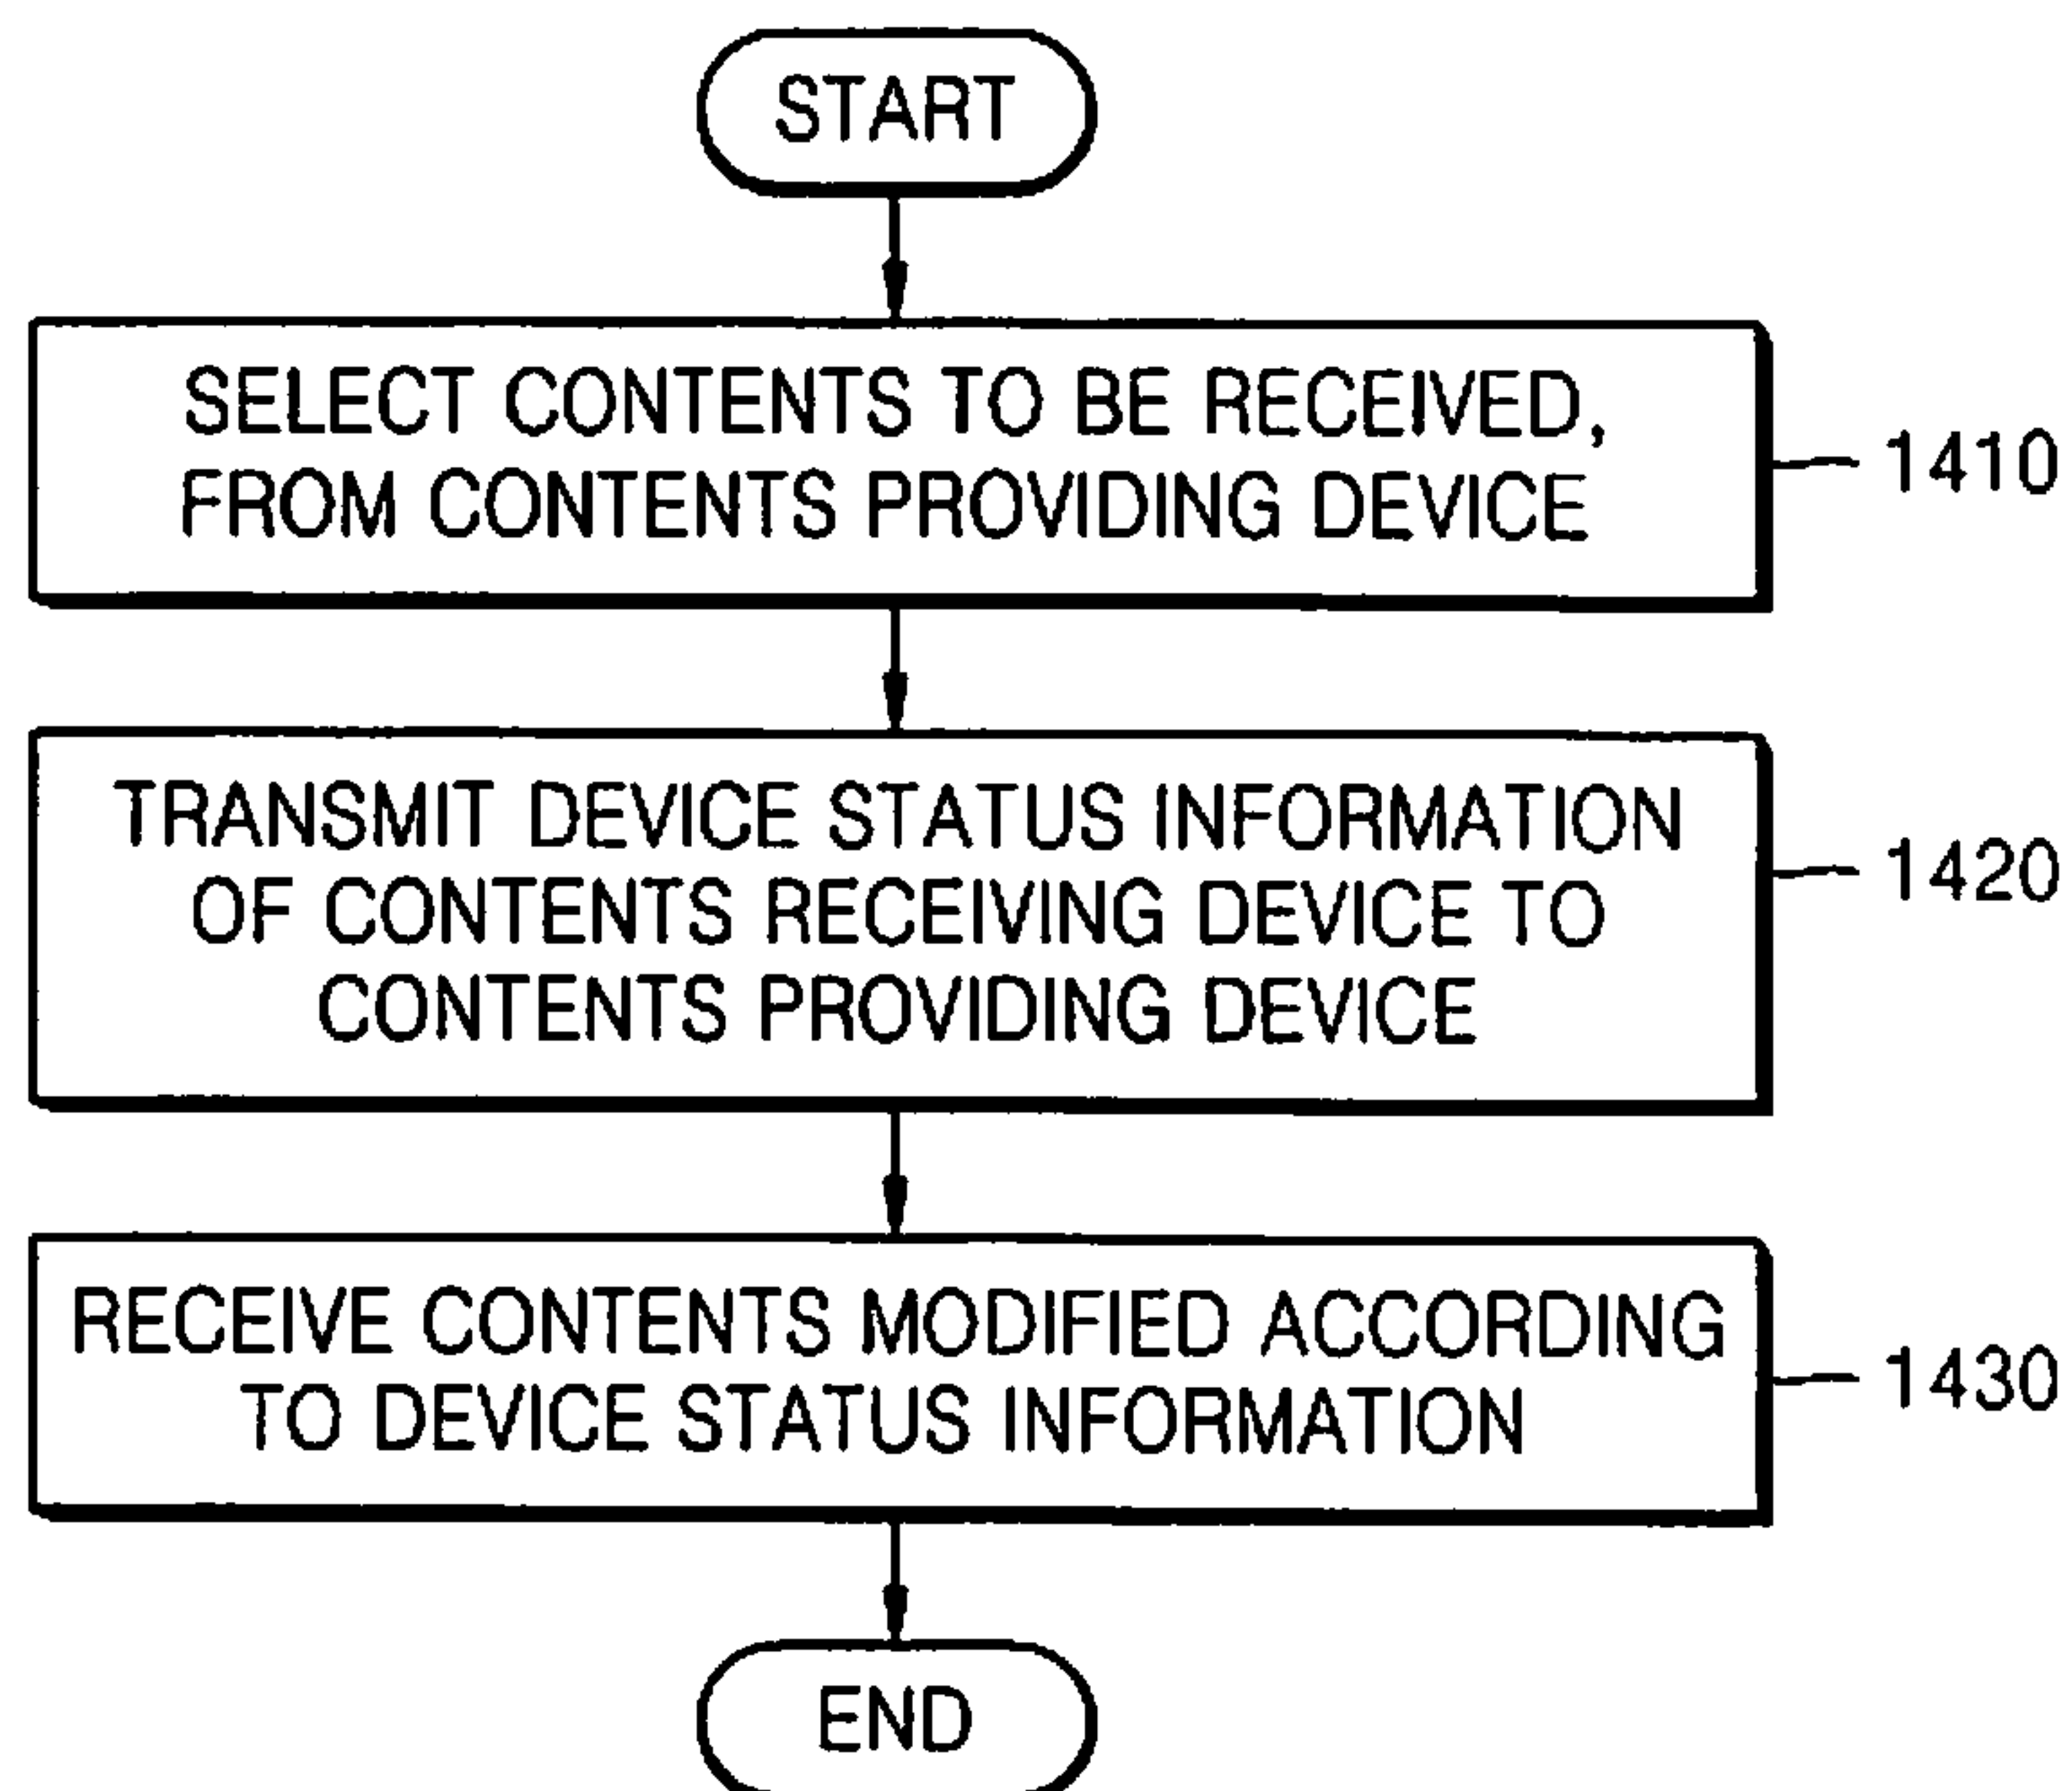 START
SELECT CONTENTS TO BE RECEIVED,
FROM CONTENTS PROVIDING DEVICE
1410
TRANSMIT DEVICE STATUS INFORMATION
OF CONTENTS RECEIVING DEVICE TO
CONTENTS PROVIDING DEVICE
1420
RECEIVE CONTENTS MODIFIED ACCORDING
TO DEVICE STATUS INFORMATION
1430
END